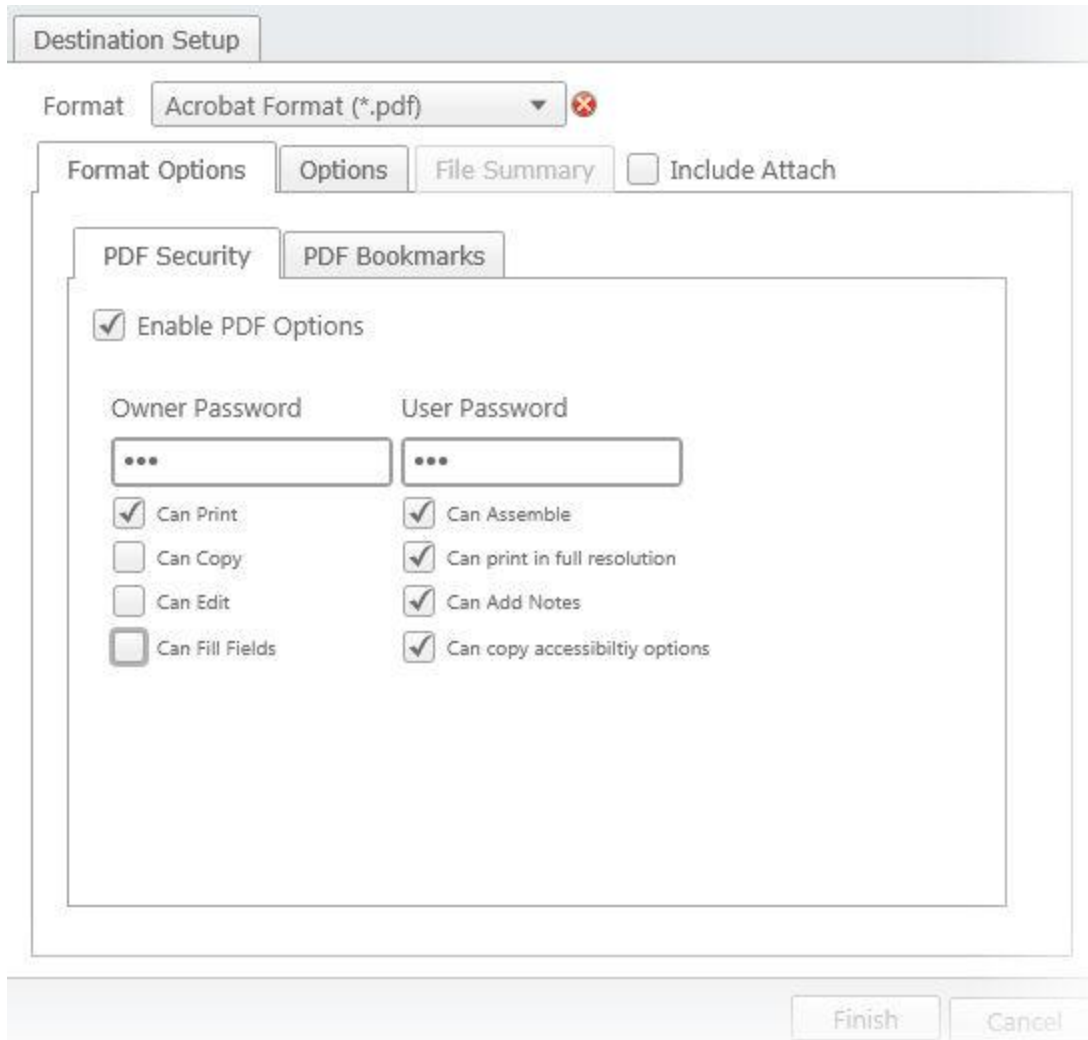 Destination Setup
Format Acrobat Format (*.pdf)
Format Options Options File Summary Include Attach
PDF Security PDF Bookmarks
Enable PDF Options
Owner Password User Password
••• •••
Can Print Can Assemble
Can Copy Can print in full resolution
Can Edit Can Add Notes
Can Fill Fields Can copy accessibiltiy options
Finish Cancel